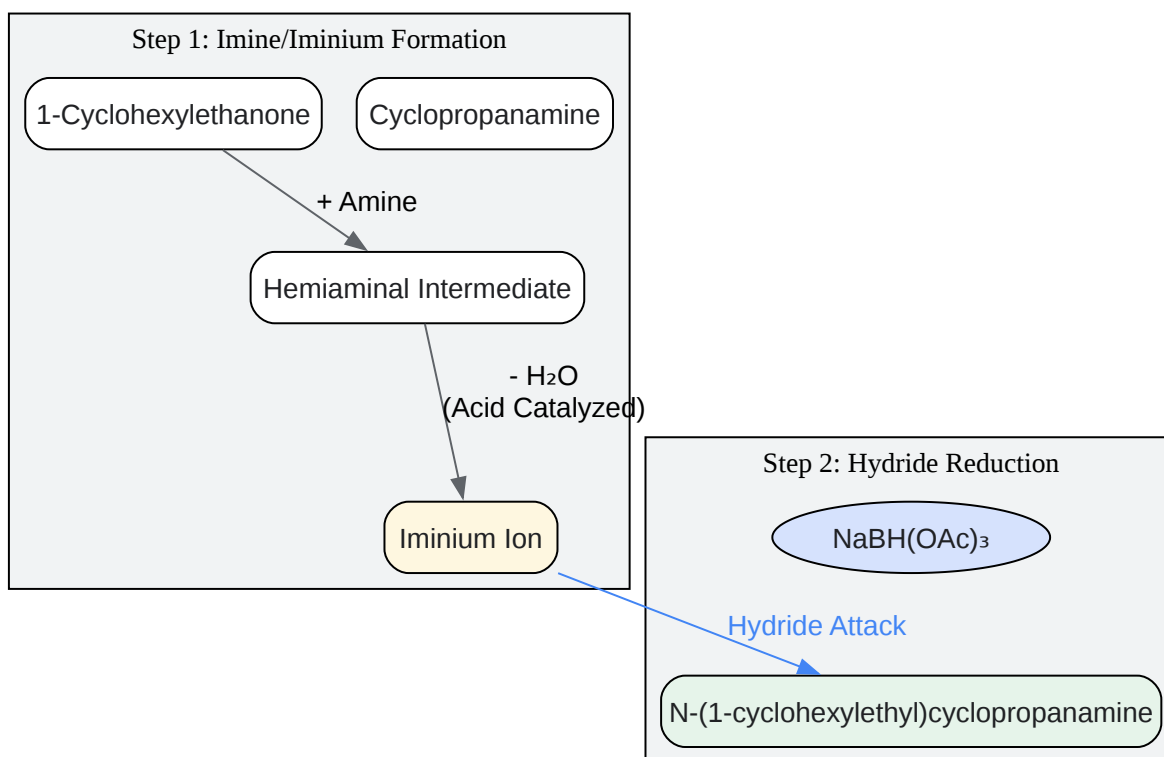 Step 1: Imine/Iminium Formation
1-Cyclohexylethanone
Cyclopropanamine
+ Amine
Hemiaminal Intermediate
- H₂O
(Acid Catalyzed)
Iminium Ion
Step 2: Hydride Reduction
NaBH(OAc)₃
Hydride Attack
N-(1-cyclohexylethyl)cyclopropanamine